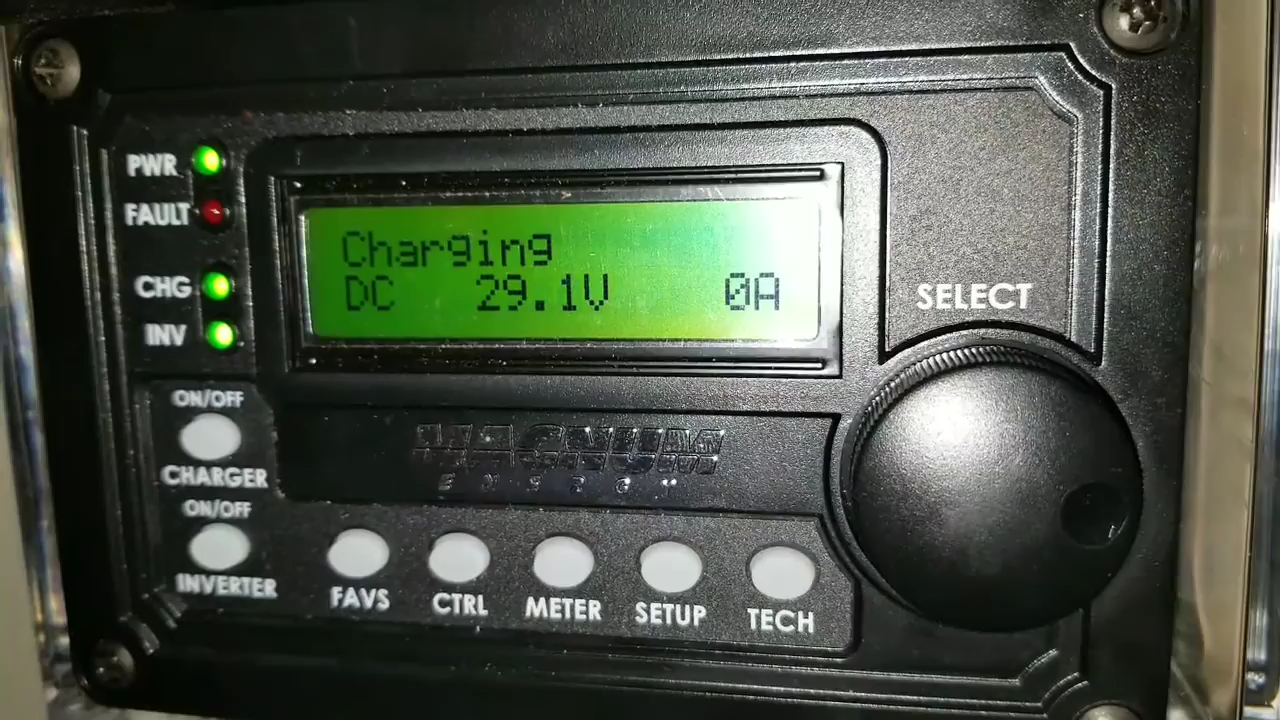 PWR
FAULT
CHG
INV
Charging
DC 29.1V 0A
SELECT
ON/OFF
CHARGER
ON/OFF
INVERTER
MAGNUM
ENERGY
FAVS
CTRL
METER
SETUP
TECH